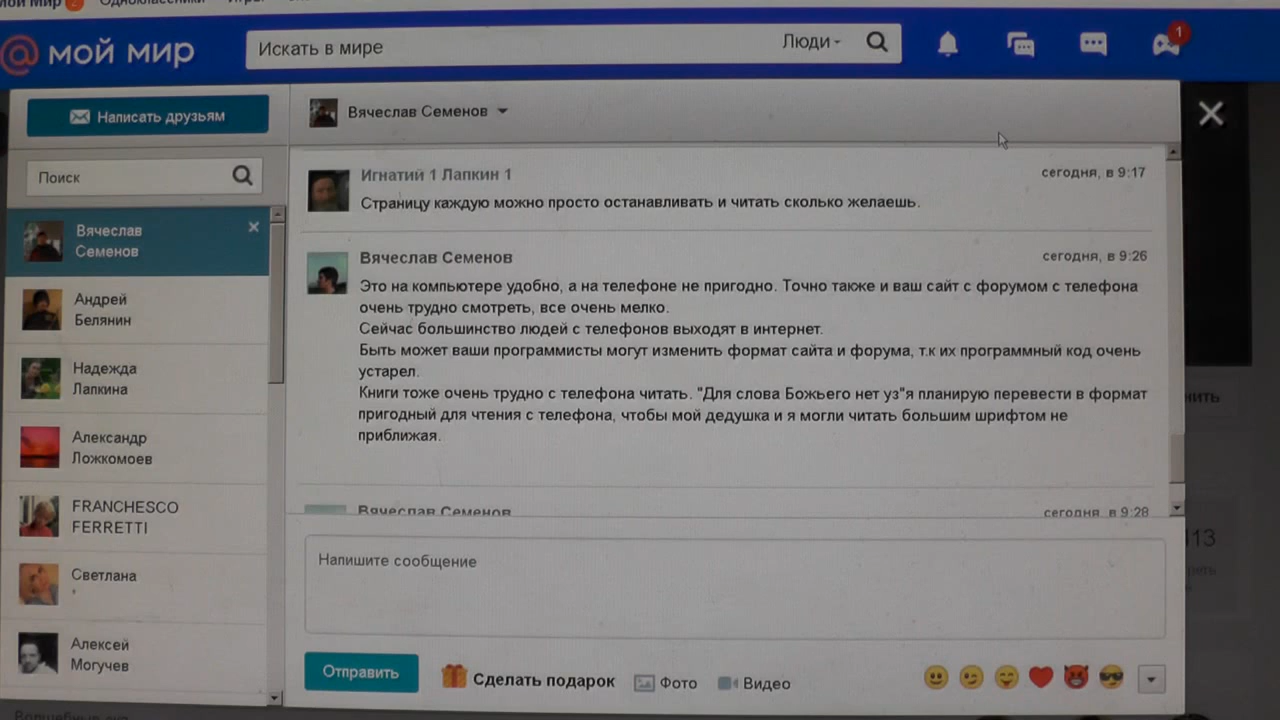 Мой Мир 2 Одноклассники Игры
@ мой мир
Искать в мире
Люди
1
Написать друзьям
Вячеслав Семенов
Поиск
Вячеслав
Семенов
Андрей
Белянин
Надежда
Лапкина
Александр
Ложкомоев
FRANCHESCO
FERRETTI
Светлана
*
Алексей
Могучев
Игнатий 1 Лапкин 1
сегодня, в 9:17
Страницу каждую можно просто останавливать и читать сколько желаешь.
Вячеслав Семенов
сегодня, в 9:26
Это на компьютере удобно, а на телефоне не пригодно. Точно также и ваш сайт с форумом с телефона
очень трудно смотреть, все очень мелко.
Сейчас большинство людей с телефонов выходят в интернет.
Быть может ваши программисты могут изменить формат сайта и форума, т.к их программный код очень
устарел.
Книги тоже очень трудно с телефона читать. "Для слова Божьего нет уз"я планирую перевести в формат
пригодный для чтения с телефона, чтобы мой дедушка и я могли читать большим шрифтом не
приближая.
Вячеслав Семенов
сегодня, в 9:28
Напишите сообщение
Отправить
Сделать подарок
Фото
Видео